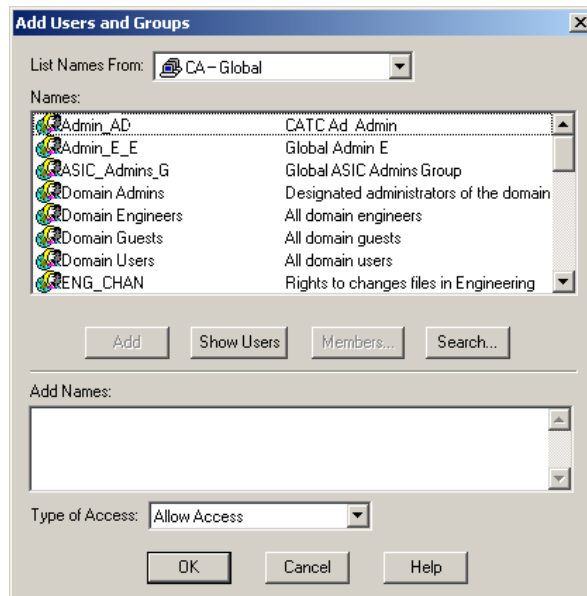 Add Users and Groups
List Names From: CA-Global
Names:
Admin_AD CATC Ad Admin
Admin_E_E Global Admin E
ASIC_Admins_G Global ASIC Admins Group
Domain Admins Designated administrators of the domain
Domain Engineers All domain engineers
Domain Guests All domain guests
Domain Users All domain users
ENG_CHAN Rights to changes files in Engineering
Add Show Users Members... Search...
Add Names:
Type of Access: Allow Access
OK Cancel Help